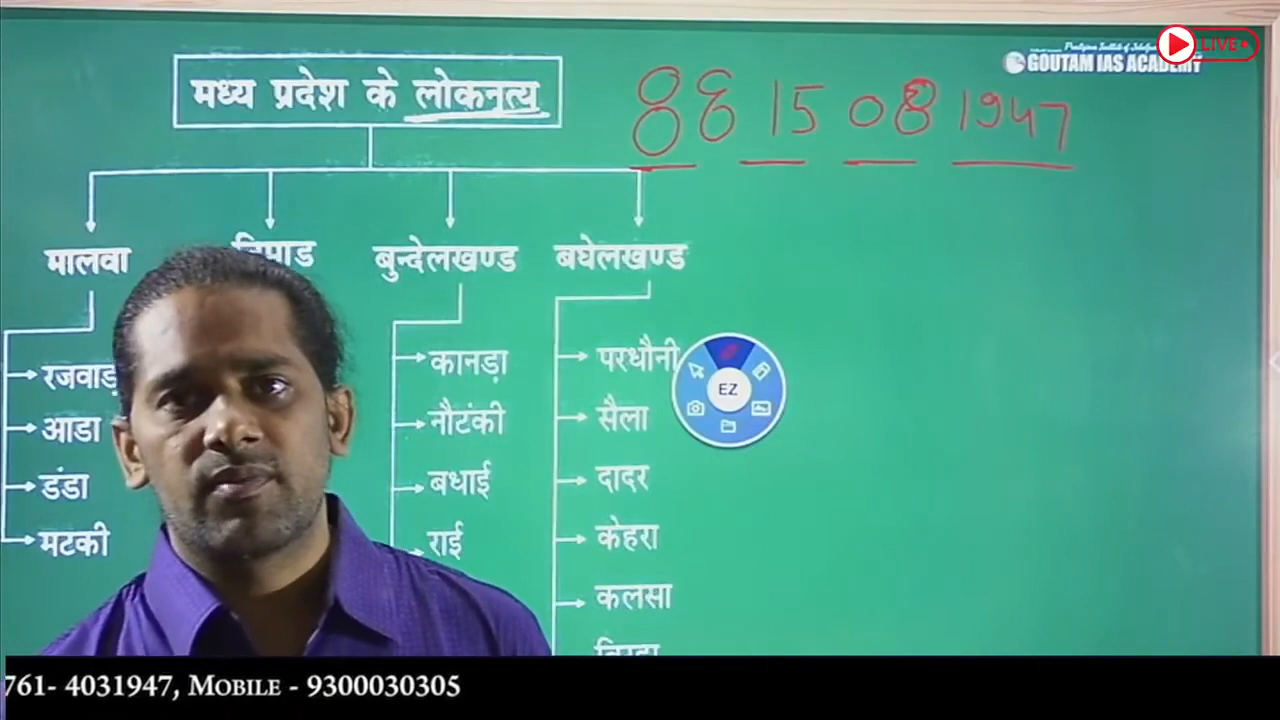 LIVE
GOUTAM IAS ACADEMY
मध्य प्रदेश के लोकनृत्य
88 15 08 1947
मालवा
बुन्देलखण्ड
बघेलखण्ड
आडा
डंडा
मटकी
कानड़ा
नौटंकी
बधाई
राई
परधौनी
सैला
दादर
केहरा
कलसा
EZ
761- 4031947, MOBILE - 9300030305